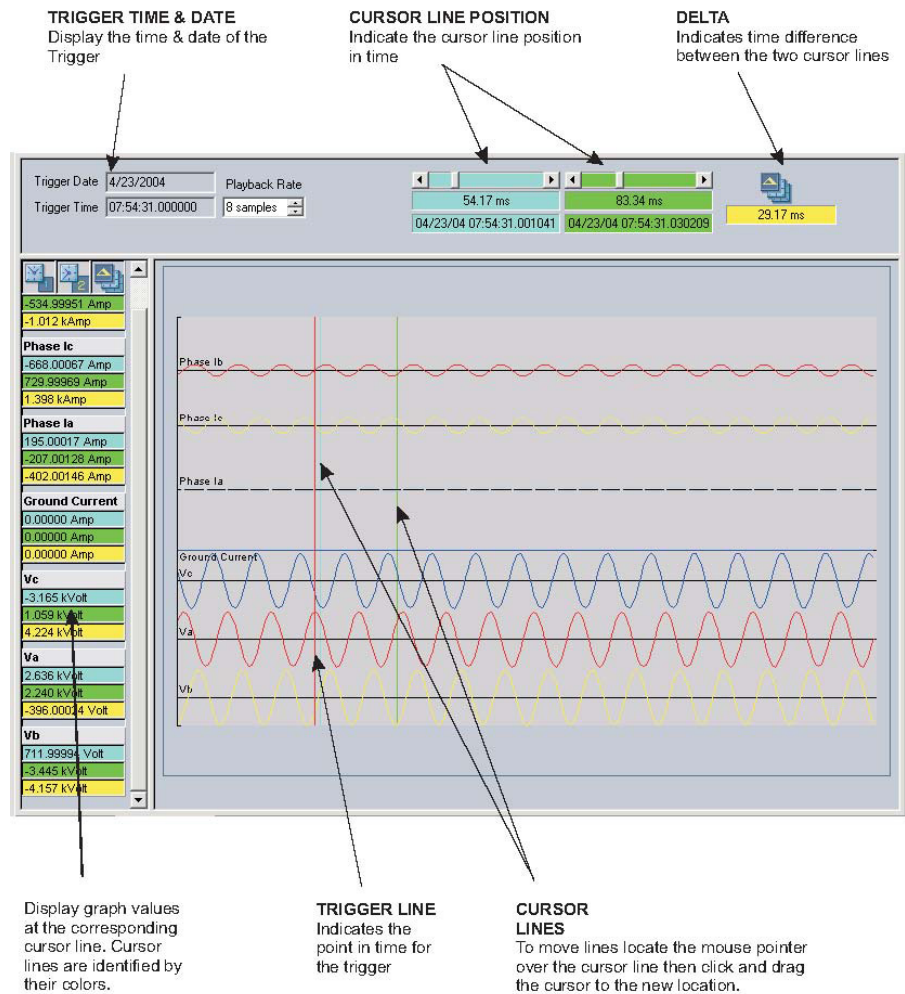 TRIGGER TIME & DATE
Display the time & date of the
Trigger
CURSOR LINE POSITION
Indicate the cursor line position
in time
DELTA
Indicates time difference
between the two cursor lines
Trigger Date 4/23/2004
Trigger Time 07:54:31.000000
Playback Rate
8 samples
54.17 ms
04/23/04 07:54:31.001041
83.34 ms
04/23/04 07:54:31.030209
29.17 ms
1
2
-534.99951 Amp
-1.012 kAmp
Phase Ic
-668.00067 Amp
729.99969 Amp
1.398 kAmp
Phase Ia
195.00017 Amp
-207.00128 Amp
-402.00146 Amp
Ground Current
0.00000 Amp
0.00000 Amp
0.00000 Amp
Vc
-3.165 kVolt
1.059 kVolt
4.224 kVolt
Va
2.636 kVolt
2.240 kVolt
-396.00024 Volt
Vb
711.99994 Volt
-3.445 kVolt
-4.157 kVolt
Phase Ib
Phase Ic
Phase Ia
Ground Current
Vc
Va
Vb
Display graph values
at the corresponding
cursor line. Cursor
lines are identified by
their colors.
TRIGGER LINE
Indicates the
point in time for
the trigger
CURSOR
LINES
To move lines locate the mouse pointer
over the cursor line then click and drag
the cursor to the new location.